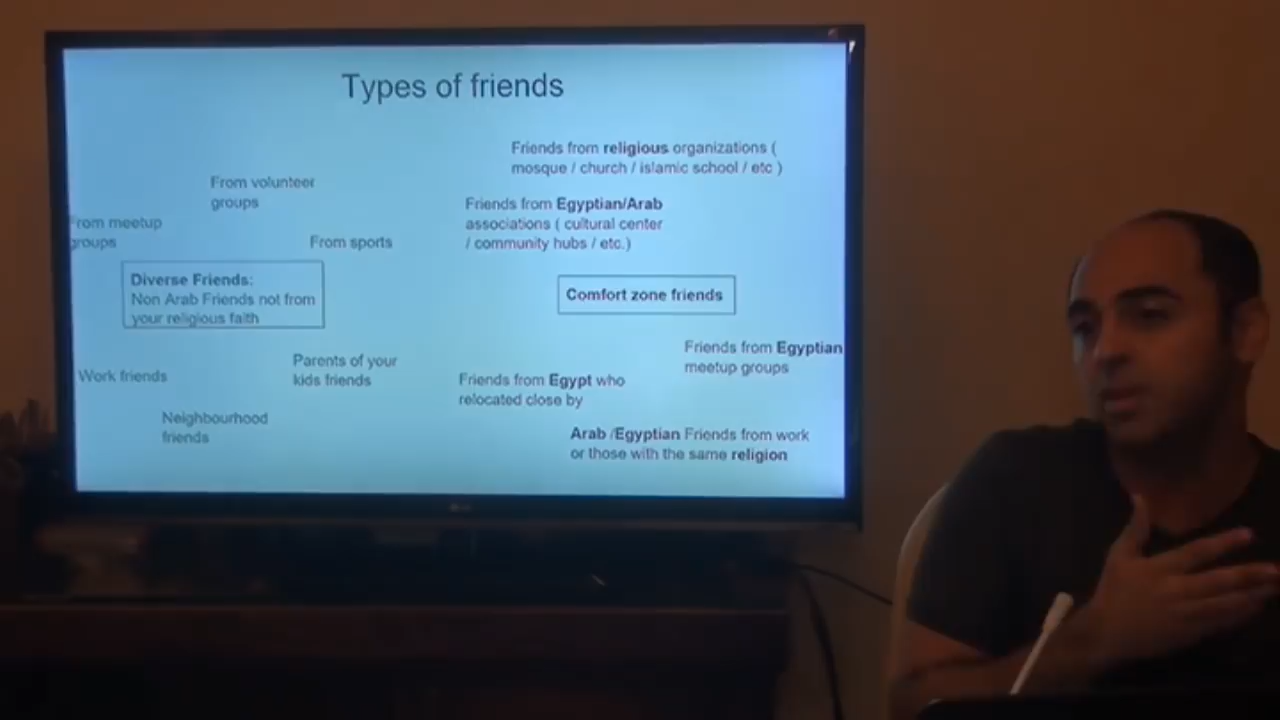 Types of friends
From volunteer
groups
From meetup
groups
From sports
Diverse Friends:
Non Arab Friends not from
your religious faith
Work friends
Parents of your
kids friends
Neighbourhood
friends
Friends from religious organizations (
mosque / church / islamic school / etc )
Friends from Egyptian/Arab
associations ( cultural center
/ community hubs / etc.)
Comfort zone friends
Friends from Egyptian
meetup groups
Friends from Egypt who
relocated close by
Arab /Egyptian Friends from work
or those with the same religion
LG